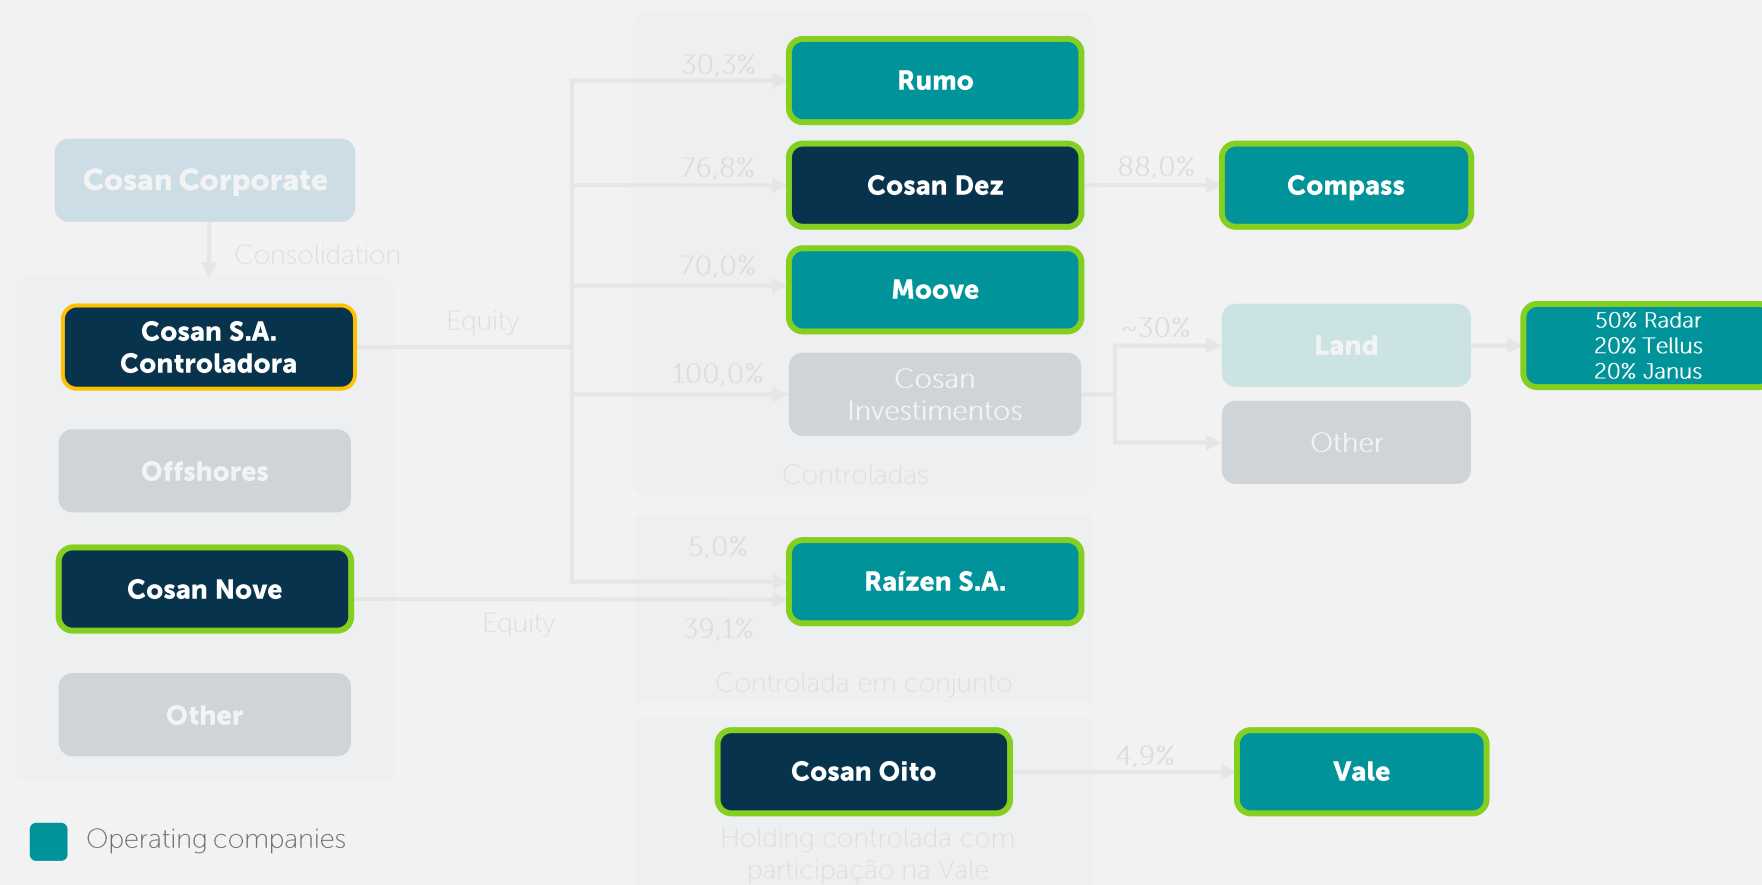 30,3%
Rumo
Cosan Corporate
76,8%
Cosan Dez
88,0%
Compass
Consolidation
70,0%
Moove
Cosan S.A.
Controladora
Equity
~30%
Land
50% Radar
20% Tellus
20% Janus
100,0%
Cosan
Investimentos
Other
Offshores
Controladas
5,0%
Raízen S.A.
Cosan Nove
Equity
39,1%
Controlada em conjunto
Other
Cosan Oito
4,9%
Vale
Operating companies
Holding controlada com
participação na Vale